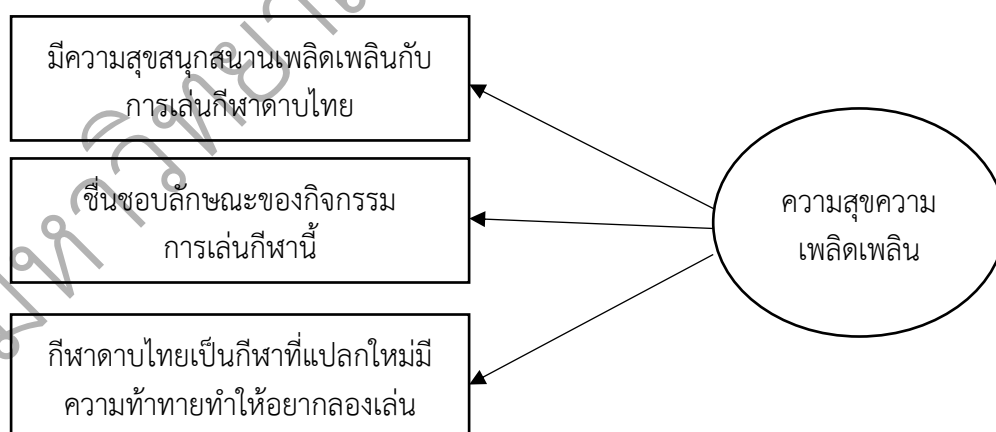 มีความสุขสนุกสนานเพลิดเพลินกับ
การเล่นกีฬาดาบไทย
ชื่นชอบลักษณะของกิจกรรม
การเล่นกีฬานี้
กีฬาดาบไทยเป็นกีฬาที่แปลกใหม่มี
ความท้าทายทำให้อยากลองเล่น
ความสุขความ
เพลิดเพลิน